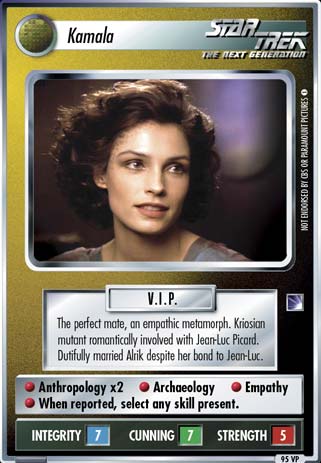 Kamala
STAR TREK
THE NEXT GENERATION
NOT ENDORSED BY CBS OR PARAMOUNT PICTURES
V.I.P.
The perfect mate, an empathic metamorph. Kriosian
mutant romantically involved with Jean-Luc Picard.
Dutifully married Alrik despite her bond to Jean-Luc.
Anthropology x2 Archaeology Empathy
When reported, select any skill present.
INTEGRITY 7 CUNNING 7 STRENGTH 5
95 VP